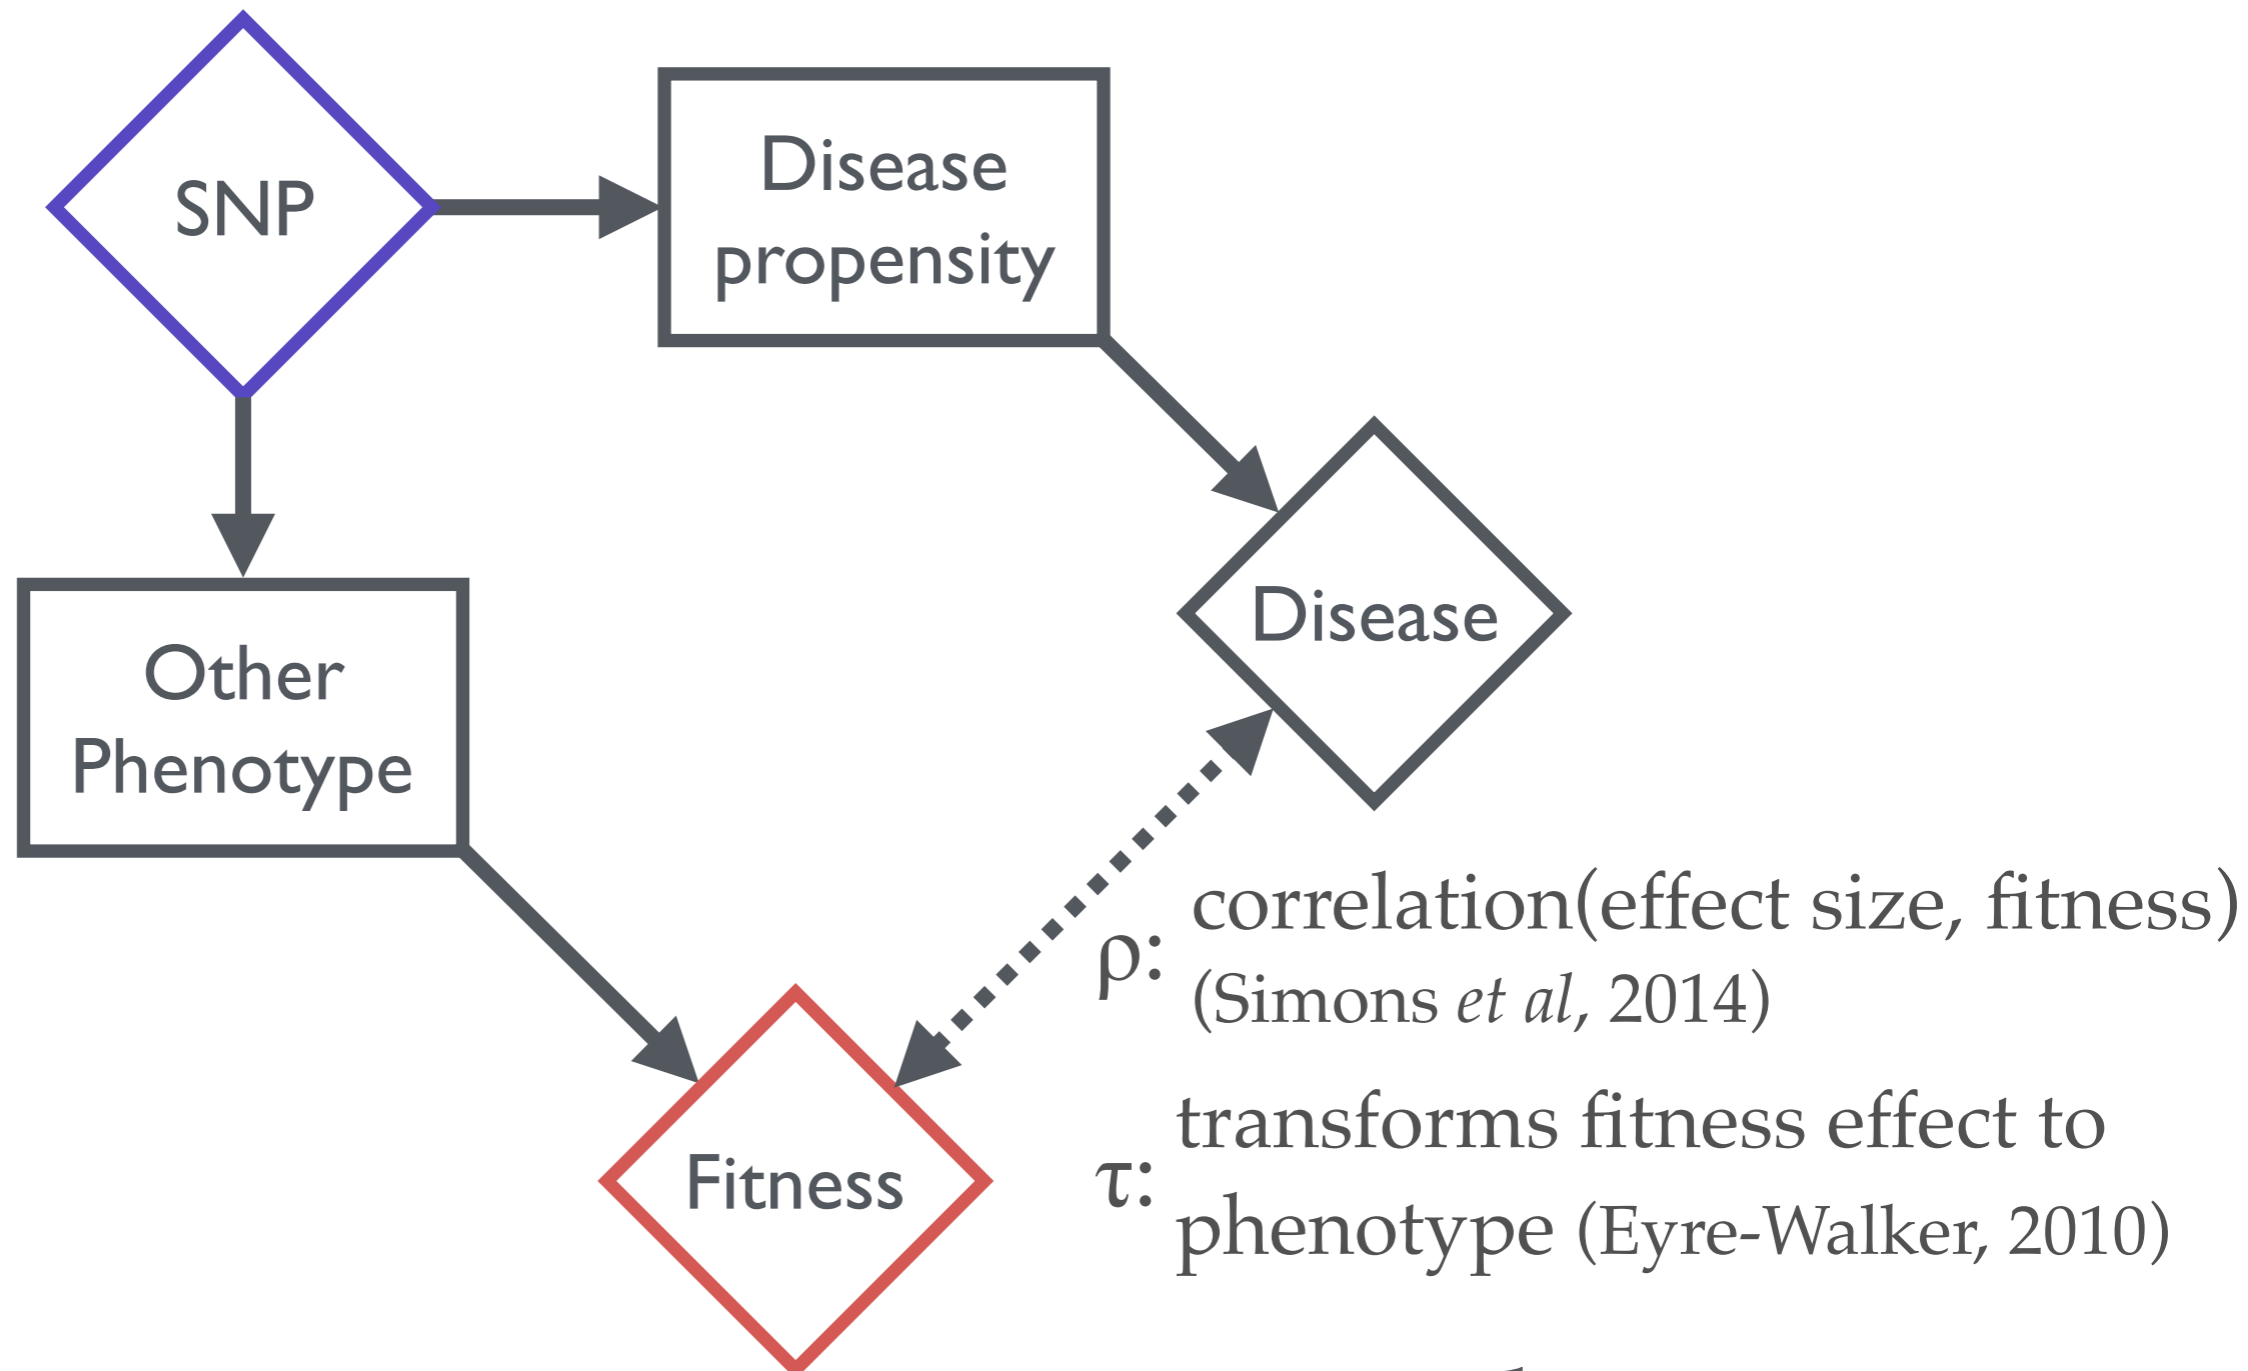 SNP
Disease
propensity
Other
Phenotype
Disease
ρ: correlation(effect size, fitness)
(Simons et al, 2014)
Fitness
τ: transforms fitness effect to
phenotype (Eyre-Walker, 2010)